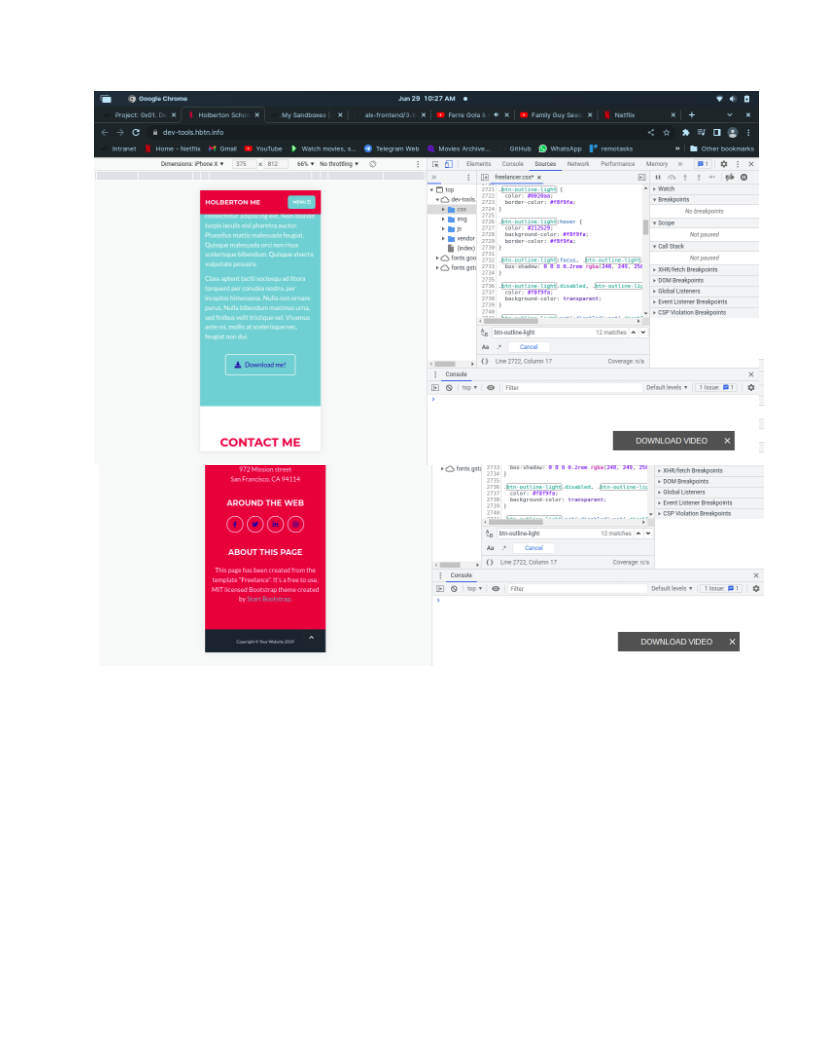 Google Chrome
Jun 29 10:27 AM
Project: 0x01. De
Holberton School
My Sandboxes
alx-frontend/3-l
Ferre Gola &
Family Guy Seas
Netflix
dev-tools.hbtn.info
Intranet
Home - Netflix
Gmail
YouTube
Watch movies, s...
Telegram Web
Movies Archive...
GitHub
WhatsApp
remotasks
»
Other bookmarks
Dimensions: iPhone X ▼ 375 × 812 66% ▼ No throttling ▼
Elements Console Sources Network Performance Memory » 1
HOLBERTON ME
MENU
consectetur adipiscing elit. Nam blandit
turpis iaculis nisl pharetra auctor.
Phasellus mattis malesuada feugiat.
Quisque malesuada orci non risus
scelerisque bibendum. Quisque viverra
vulputate posuere.
Class aptent taciti sociosqu ad litora
torquent per conubia nostra, per
inceptos himenaeos. Nulla non ornare
purus. Nulla bibendum maximus urna,
sed finibus velit tristique vel. Vivamus
ante mi, mollis at scelerisque nec,
feugiat non dui.
Download me!
CONTACT ME
»
top
dev-tools.
css
img
js
vendor
(index)
fonts.goo
fonts.gsta
freelancer.css* ×
2721 .btn-outline-light {
2722 color: #0020aa;
2723 border-color: #f8f9fa;
2724 }
2725
2726 .btn-outline-light:hover {
2727 color: #212529;
2728 background-color: #f8f9fa;
2729 border-color: #f8f9fa;
2730 }
2731
2732 .btn-outline-light:focus, .btn-outline-light.
2733 box-shadow: 0 0 0 0.2rem rgba(248, 249, 250
2734 }
2735
2736 .btn-outline-light.disabled, .btn-outline-lig
2737 color: #f8f9fa;
2738 background-color: transparent;
2739 }
2740
btn-outline-light
12 matches
Aa .* Cancel
{} Line 2722, Column 17
Coverage: n/a
Watch
Breakpoints
No breakpoints
Scope
Not paused
Call Stack
Not paused
XHR/fetch Breakpoints
DOM Breakpoints
Global Listeners
Event Listener Breakpoints
CSP Violation Breakpoints
Console
top ▼
Filter
Default levels ▼
1 Issue: 1
DOWNLOAD VIDEO ×
972 Mission street
San Francisco, CA 94114
AROUND THE WEB
ABOUT THIS PAGE
This page has been created from the
template "Freelance". It's a free to use,
MIT licensed Bootstrap theme created
by Start Bootstrap.
Copyright © Your Website 2019
fonts.gsta
2733 box-shadow: 0 0 0 0.2rem rgba(248, 249, 250
2734 }
2735
2736 .btn-outline-light.disabled, .btn-outline-lig
2737 color: #f8f9fa;
2738 background-color: transparent;
2739 }
2740
btn-outline-light
12 matches
Aa .* Cancel
{} Line 2722, Column 17
Coverage: n/a
XHR/fetch Breakpoints
DOM Breakpoints
Global Listeners
Event Listener Breakpoints
CSP Violation Breakpoints
Console
top ▼
Filter
Default levels ▼
1 Issue: 1
DOWNLOAD VIDEO ×